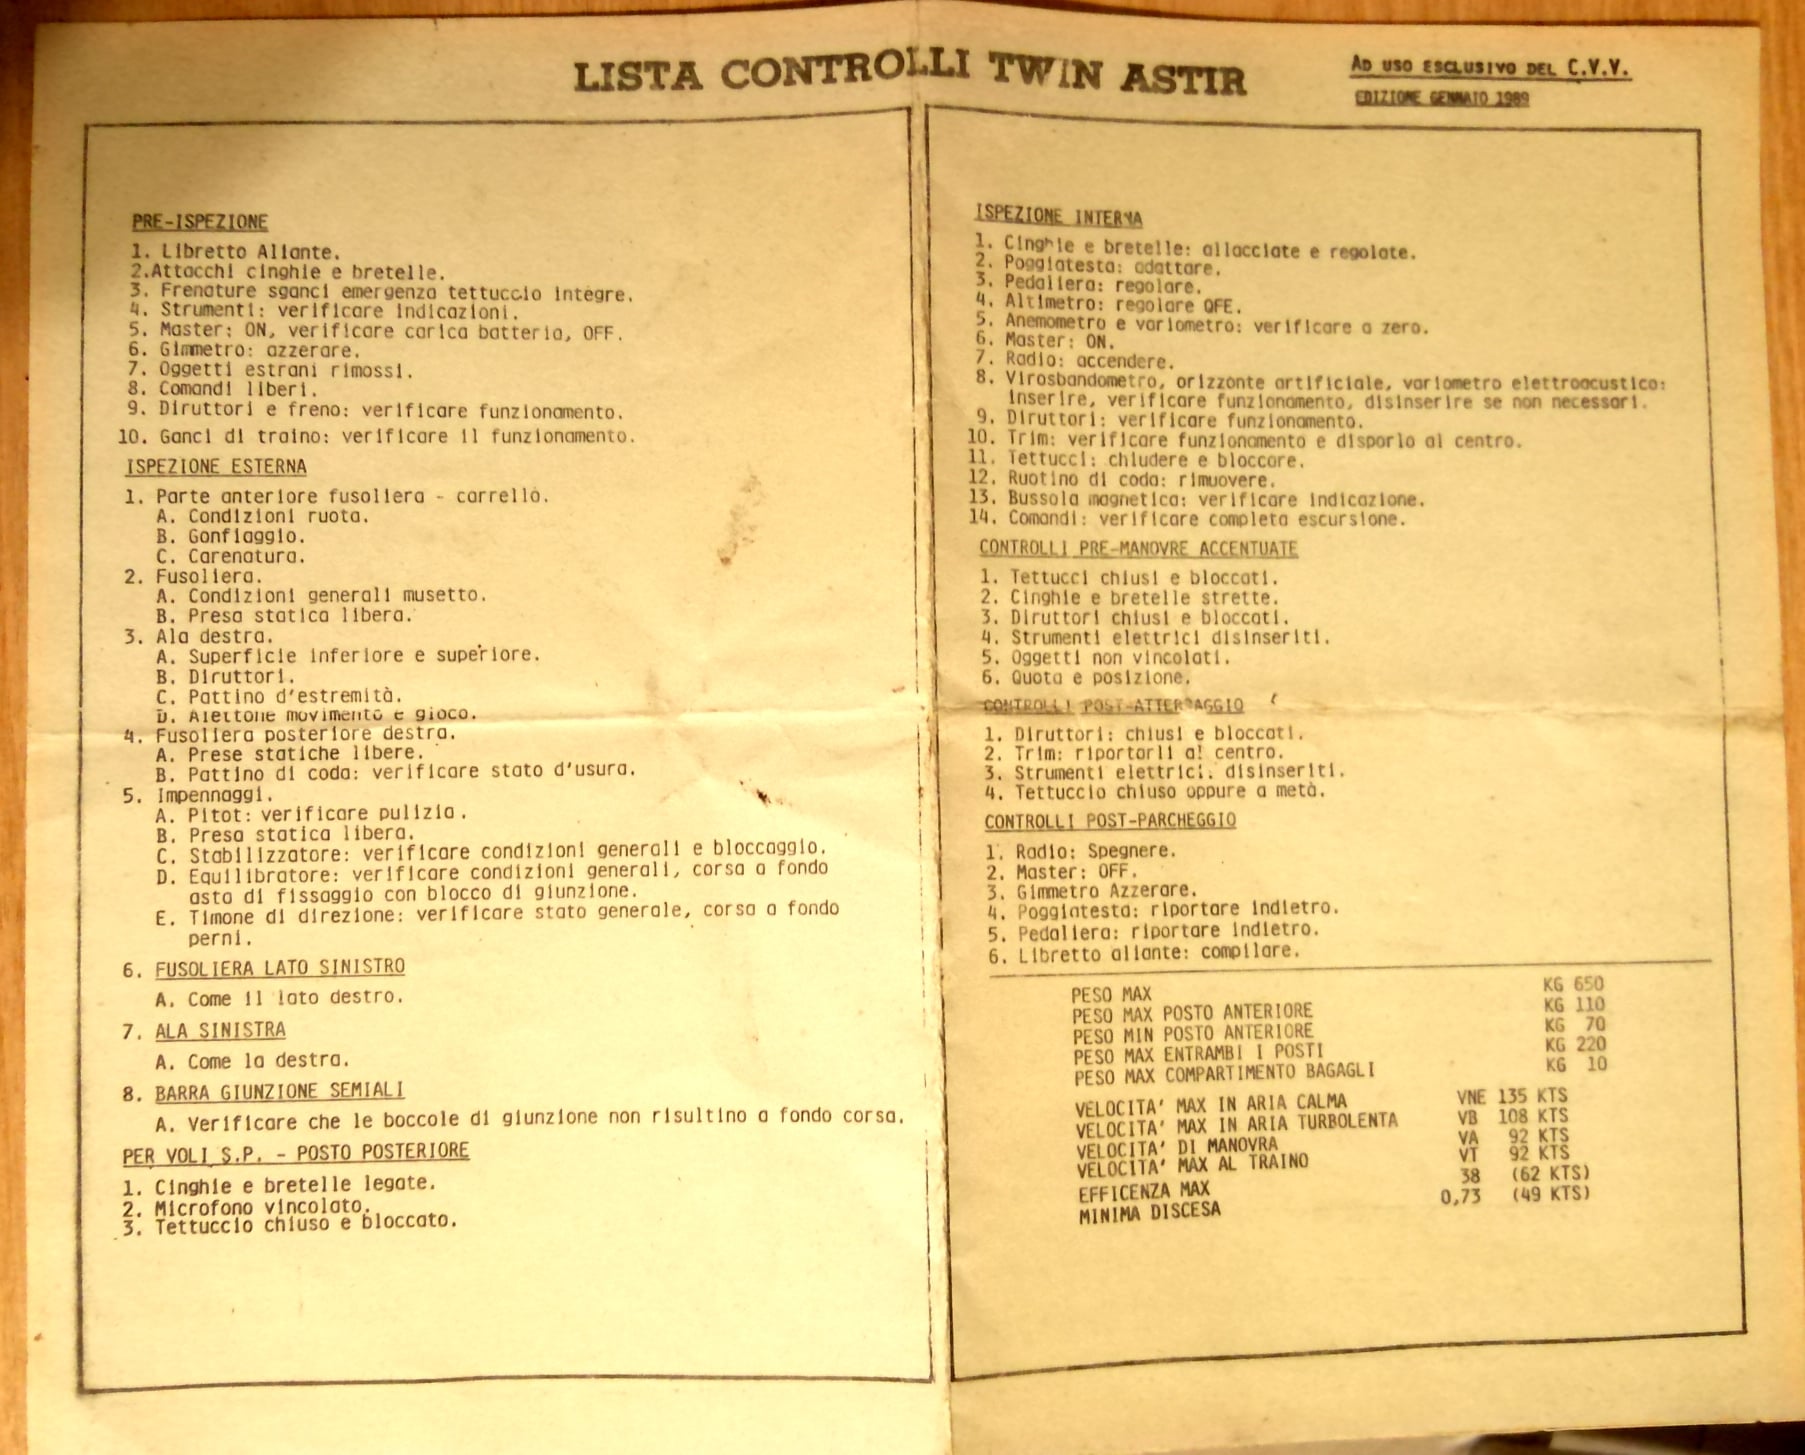 LISTA CONTROLLI TWIN ASTIR
AD USO ESCLUSIVO DEL C.V.V.
EDIZIONE GENNAIO 1989
PRE-ISPEZIONE
1. Libretto Aliante.
2.Attacchi cinghie e bretelle.
3. Frenature sganci emergenza tettuccio integre.
4. Strumenti: verificare indicazioni.
5. Master: ON, verificare carica batteria, OFF.
6. Gimmetro: azzerare.
7. Oggetti estrani rimossi.
8. Comandi liberi.
9. Diruttori e freno: verificare funzionamento.
10. Ganci di traino: verificare il funzionamento.
ISPEZIONE ESTERNA
1. Parte anteriore fusoliera - carrello.
A. Condizioni ruota.
B. Gonfiaggio.
C. Carenatura.
2. Fusoliera.
A. Condizioni generali musetto.
B. Presa statica libera.
3. Ala destra.
A. Superficie inferiore e superiore.
B. Diruttori.
C. Pattino d'estremità.
D. Alettone movimento e gioco.
4. Fusoliera posteriore destra.
A. Prese statiche libere.
B. Pattino di coda: verificare stato d'usura.
5. Impennaggi.
A. Pitot: verificare pulizia.
B. Presa statica libera.
C. Stabilizzatore: verificare condizioni generali e bloccaggio.
D. Equilibratore: verificare condizioni generali, corsa a fondo
asta di fissaggio con blocco di giunzione.
E. Timone di direzione: verificare stato generale, corsa a fondo
perni.
6. FUSOLIERA LATO SINISTRO
A. Come il lato destro.
7. ALA SINISTRA
A. Come la destra.
8. BARRA GIUNZIONE SEMIALI
A. Verificare che le boccole di giunzione non risultino a fondo corsa.
PER VOLI S.P. - POSTO POSTERIORE
1. Cinghie e bretelle legate.
2. Microfono vincolato.
3. Tettuccio chiuso e bloccato.
ISPEZIONE INTERNA
1. Cinghie e bretelle: allacciate e regolate.
2. Poggiatesta: adattare.
3. Pedaliera: regolare.
4. Altimetro: regolare QFE.
5. Anemometro e variometro: verificare a zero.
6. Master: ON.
7. Radio: accendere.
8. Virosbandometro, orizzonte artificiale, variometro elettroacustico:
inserire, verificare funzionamento, disinserire se non necessari.
9. Diruttori: verificare funzionamento.
10. Trim: verificare funzionamento e disporlo al centro.
11. Tettucci: chiudere e bloccare.
12. Ruotino di coda: rimuovere.
13. Bussola magnetica: verificare indicazione.
14. Comandi: verificare completa escursione.
CONTROLLI PRE-MANOVRE ACCENTUATE
1. Tettucci chiusi e bloccati.
2. Cinghie e bretelle strette.
3. Diruttori chiusi e bloccati.
4. Strumenti elettrici disinseriti.
5. Oggetti non vincolati.
6. Quota e posizione.
CONTROLLI POST-ATTERRAGGIO
1. Diruttori: chiusi e bloccati.
2. Trim: riportarli al centro.
3. Strumenti elettrici. disinseriti.
4. Tettuccio chiuso oppure a metà.
CONTROLLI POST-PARCHEGGIO
1. Radio: Spegnere.
2. Master: OFF.
3. Gimmetro Azzerare.
4. Poggiatesta: riportare indietro.
5. Pedaliera: riportare indietro.
6. Libretto aliante: compilare.
PESO MAX KG 650
PESO MAX POSTO ANTERIORE KG 110
PESO MIN POSTO ANTERIORE KG 70
PESO MAX ENTRAMBI I POSTI KG 220
PESO MAX COMPARTIMENTO BAGAGLI KG 10
VELOCITA' MAX IN ARIA CALMA VNE 135 KTS
VELOCITA' MAX IN ARIA TURBOLENTA VB 108 KTS
VELOCITA' DI MANOVRA VA 92 KTS
VELOCITA' MAX AL TRAINO VT 92 KTS
EFFICENZA MAX 38 (62 KTS)
MINIMA DISCESA 0,73 (49 KTS)